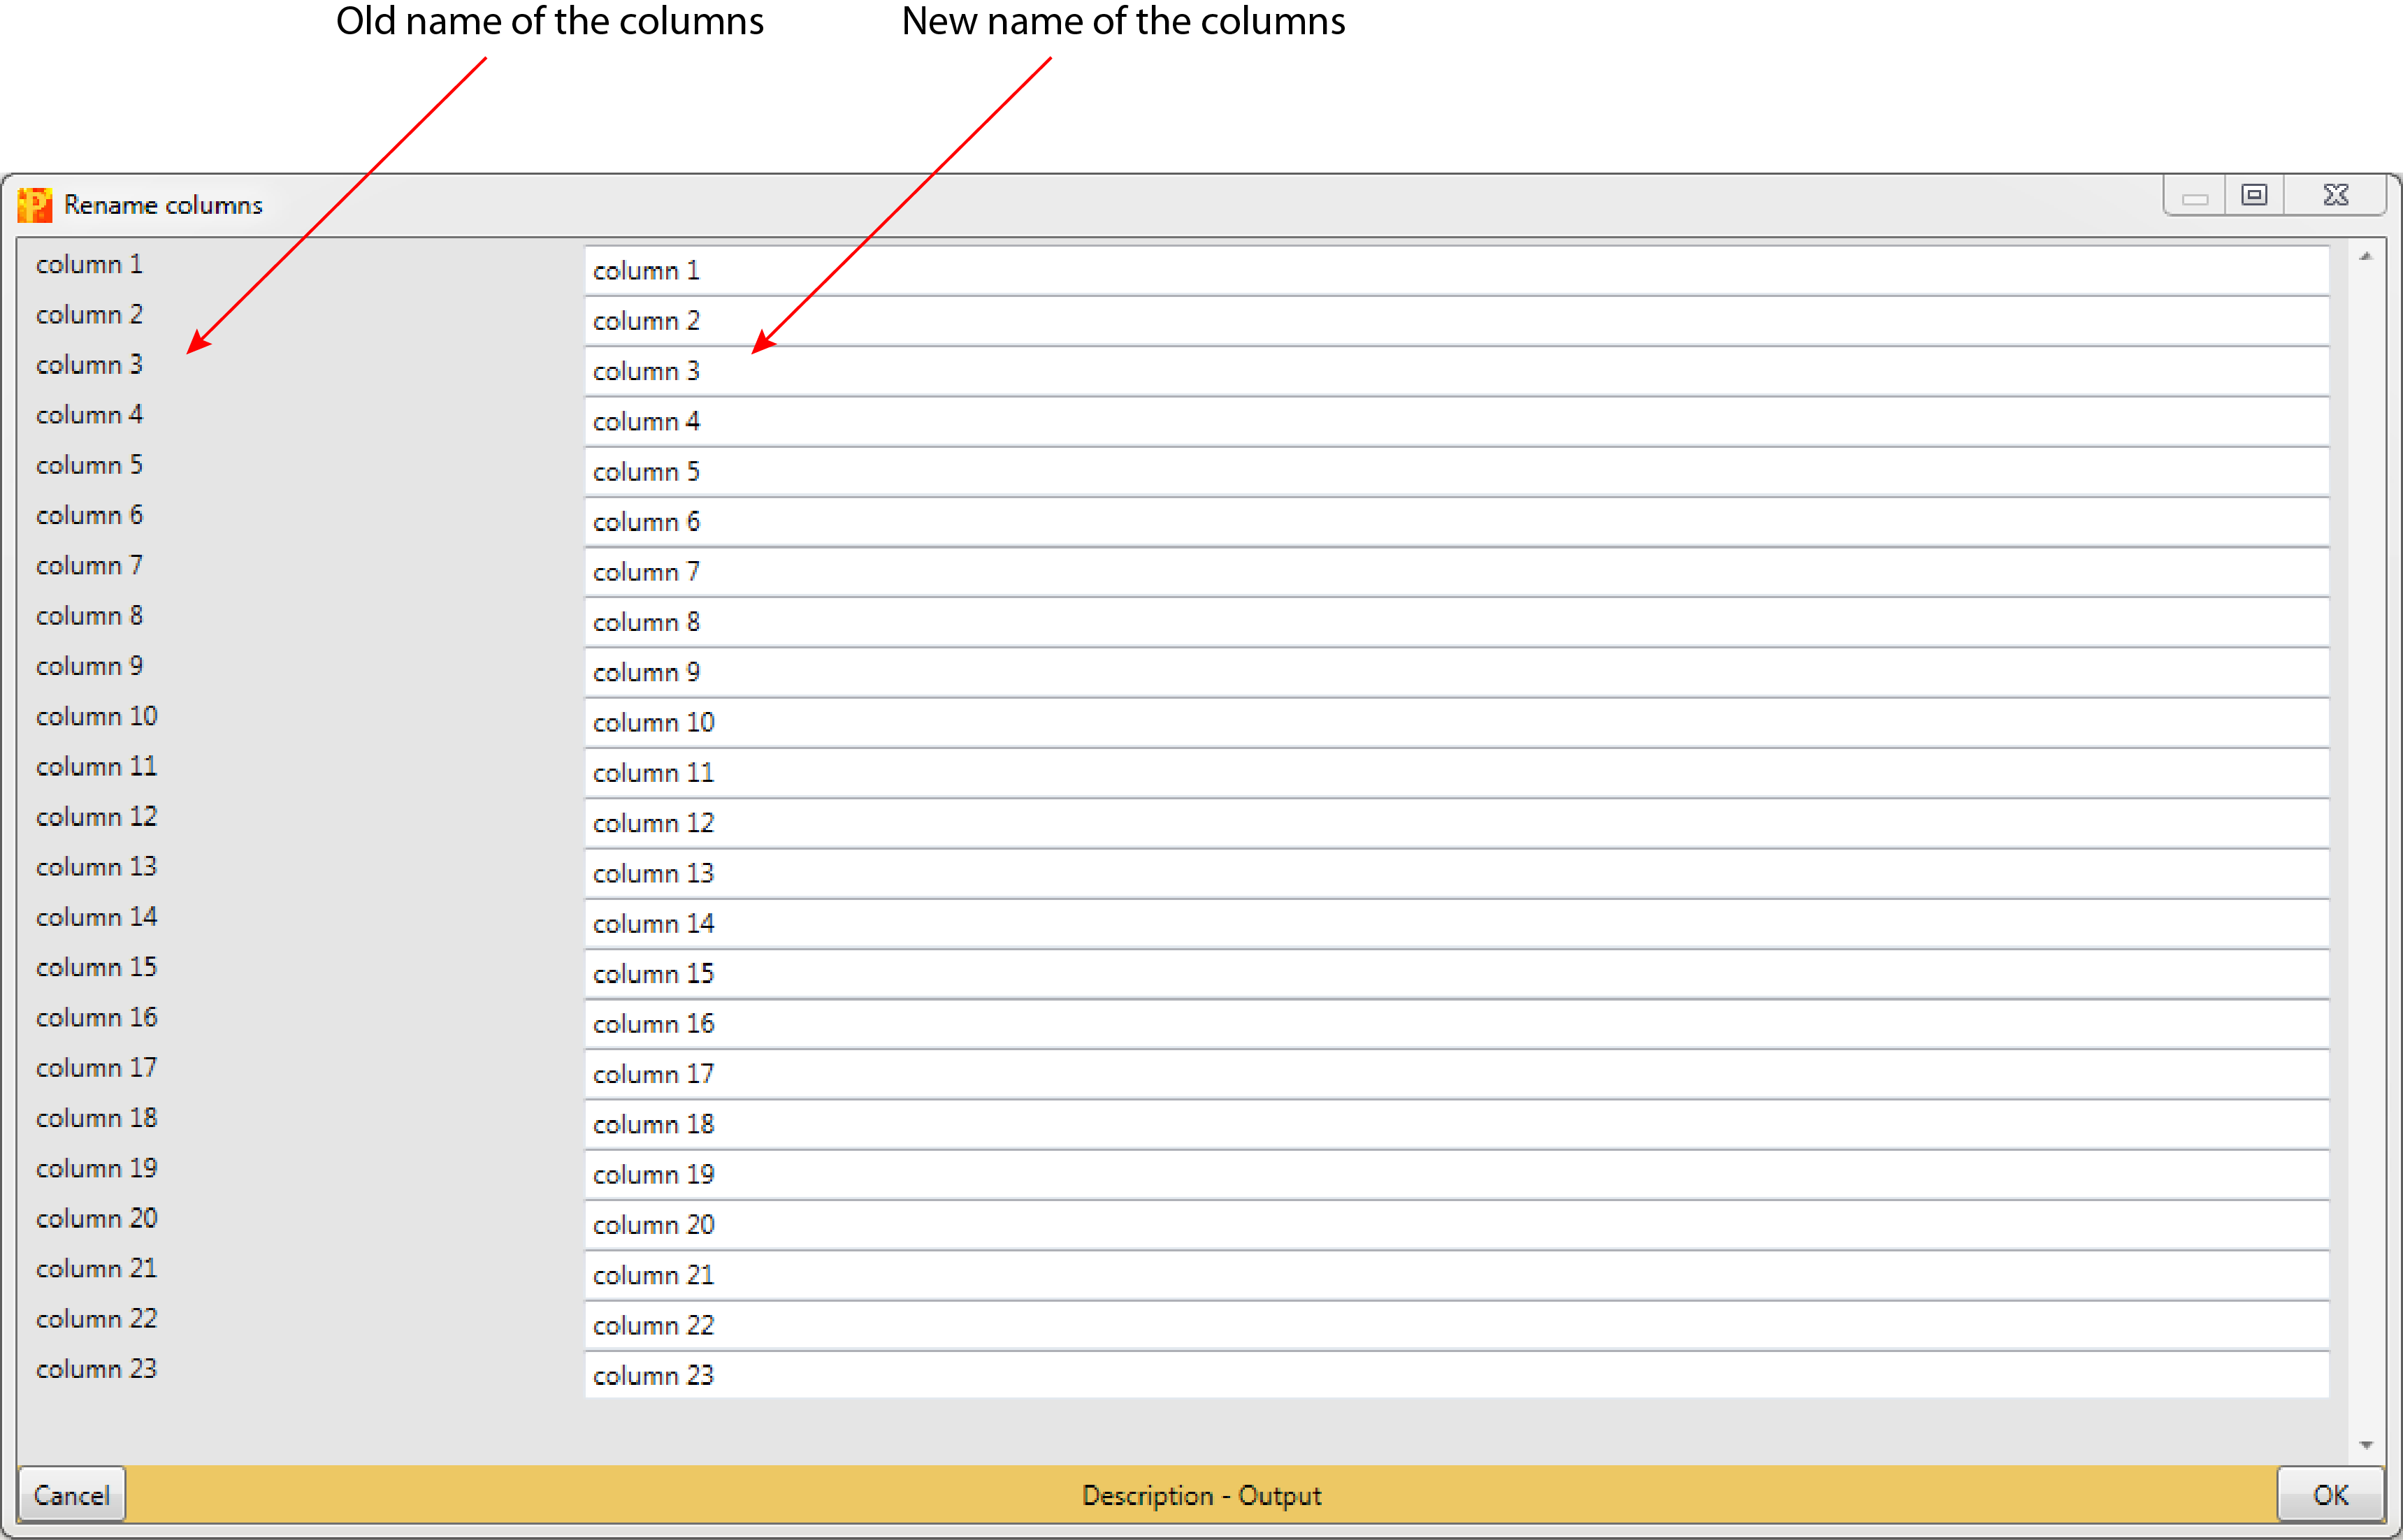 Old name of the columns New name of the columns
Rename columns
column 1 column 1
column 2 column 2
column 3 column 3
column 4 column 4
column 5 column 5
column 6 column 6
column 7 column 7
column 8 column 8
column 9 column 9
column 10 column 10
column 11 column 11
column 12 column 12
column 13 column 13
column 14 column 14
column 15 column 15
column 16 column 16
column 17 column 17
column 18 column 18
column 19 column 19
column 20 column 20
column 21 column 21
column 22 column 22
column 23 column 23
Cancel Description - Output OK